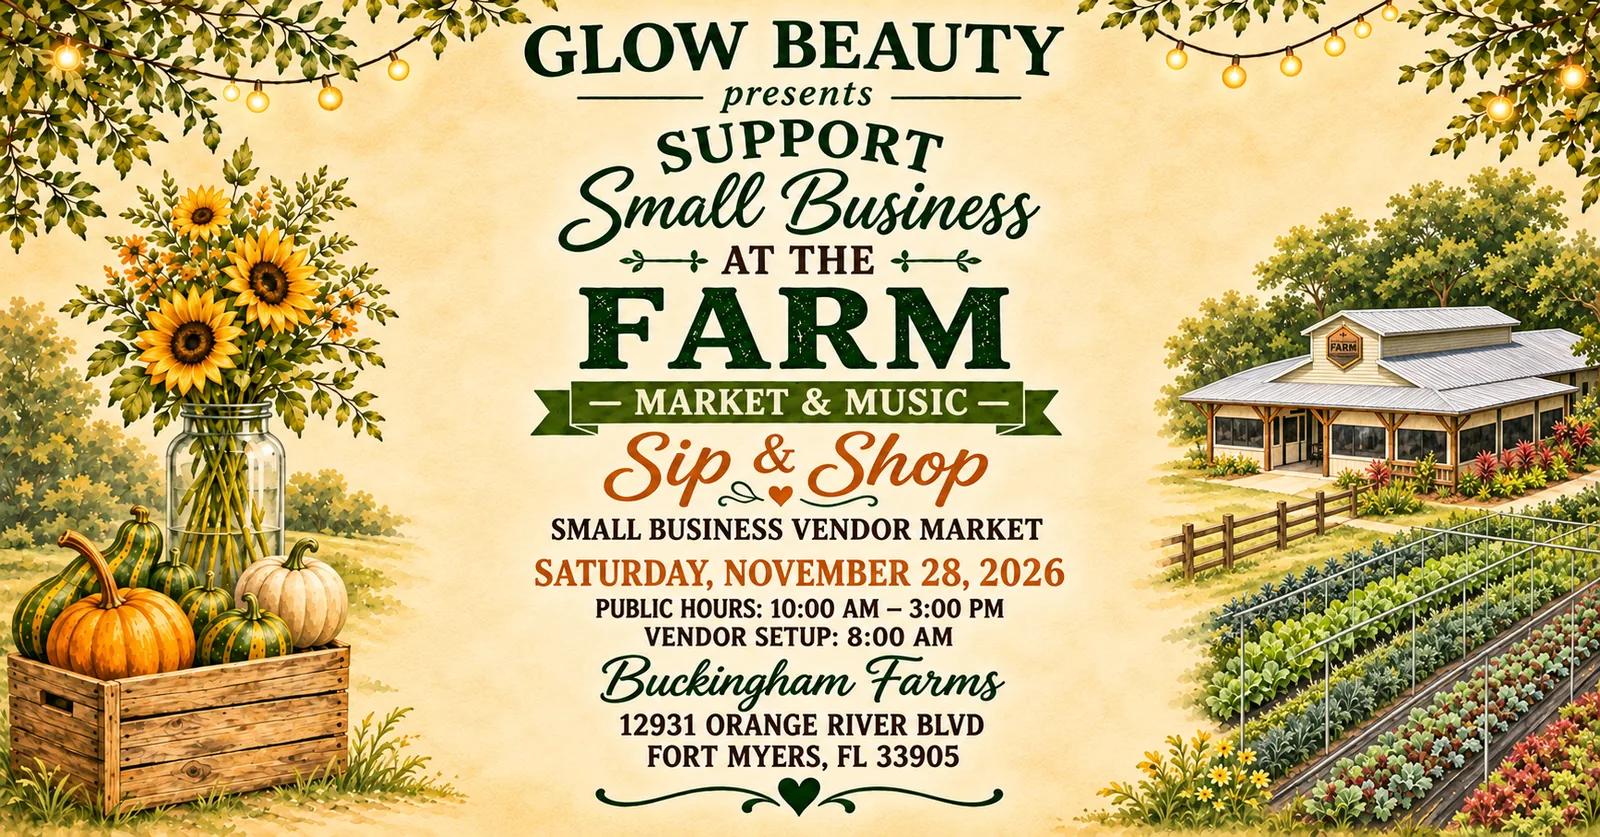 GLOW BEAUTY
presents
SUPPORT
Small Business
AT THE
FARM
— MARKET & MUSIC —
Sip & Shop
SMALL BUSINESS VENDOR MARKET
SATURDAY, NOVEMBER 28, 2026
PUBLIC HOURS: 10:00 AM – 3:00 PM
VENDOR SETUP: 8:00 AM
Buckingham Farms
12931 ORANGE RIVER BLVD
FORT MYERS, FL 33905
FARM